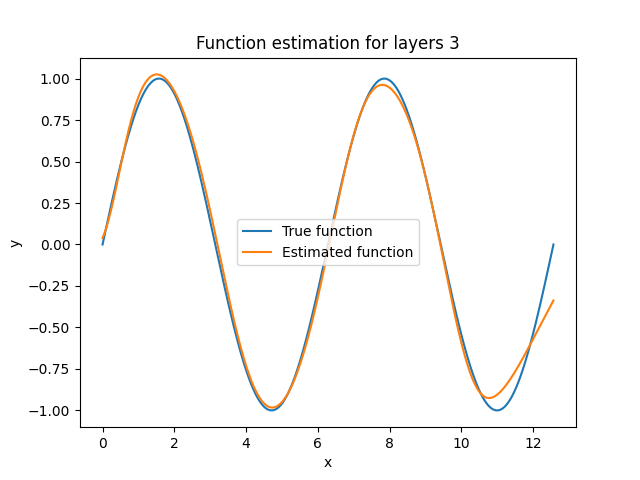 Function estimation for layers 3
1.00
0.75
0.50
0.25
0.00
−0.25
−0.50
−0.75
−1.00
y
True function
Estimated function
0 2 4 6 8 10 12
x